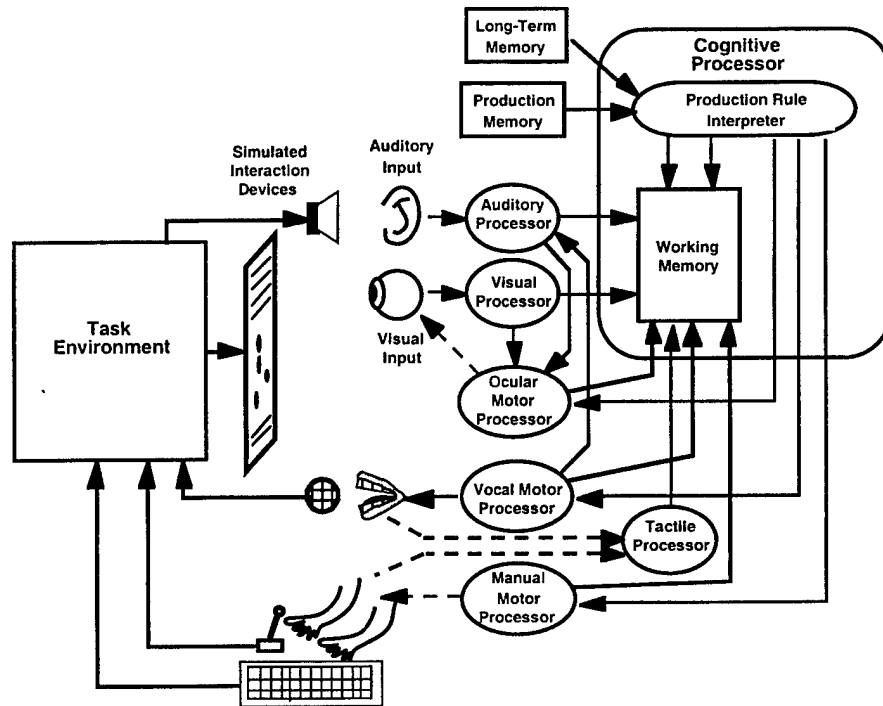 Long-Term
Memory
Cognitive
Processor
Production
Memory
Production Rule
Interpreter
Simulated
Interaction
Devices
Auditory
Input
Auditory
Processor
Working
Memory
Visual
Processor
Visual
Input
Task
Environment
Ocular
Motor
Processor
Vocal Motor
Processor
Tactile
Processor
Manual
Motor
Processor